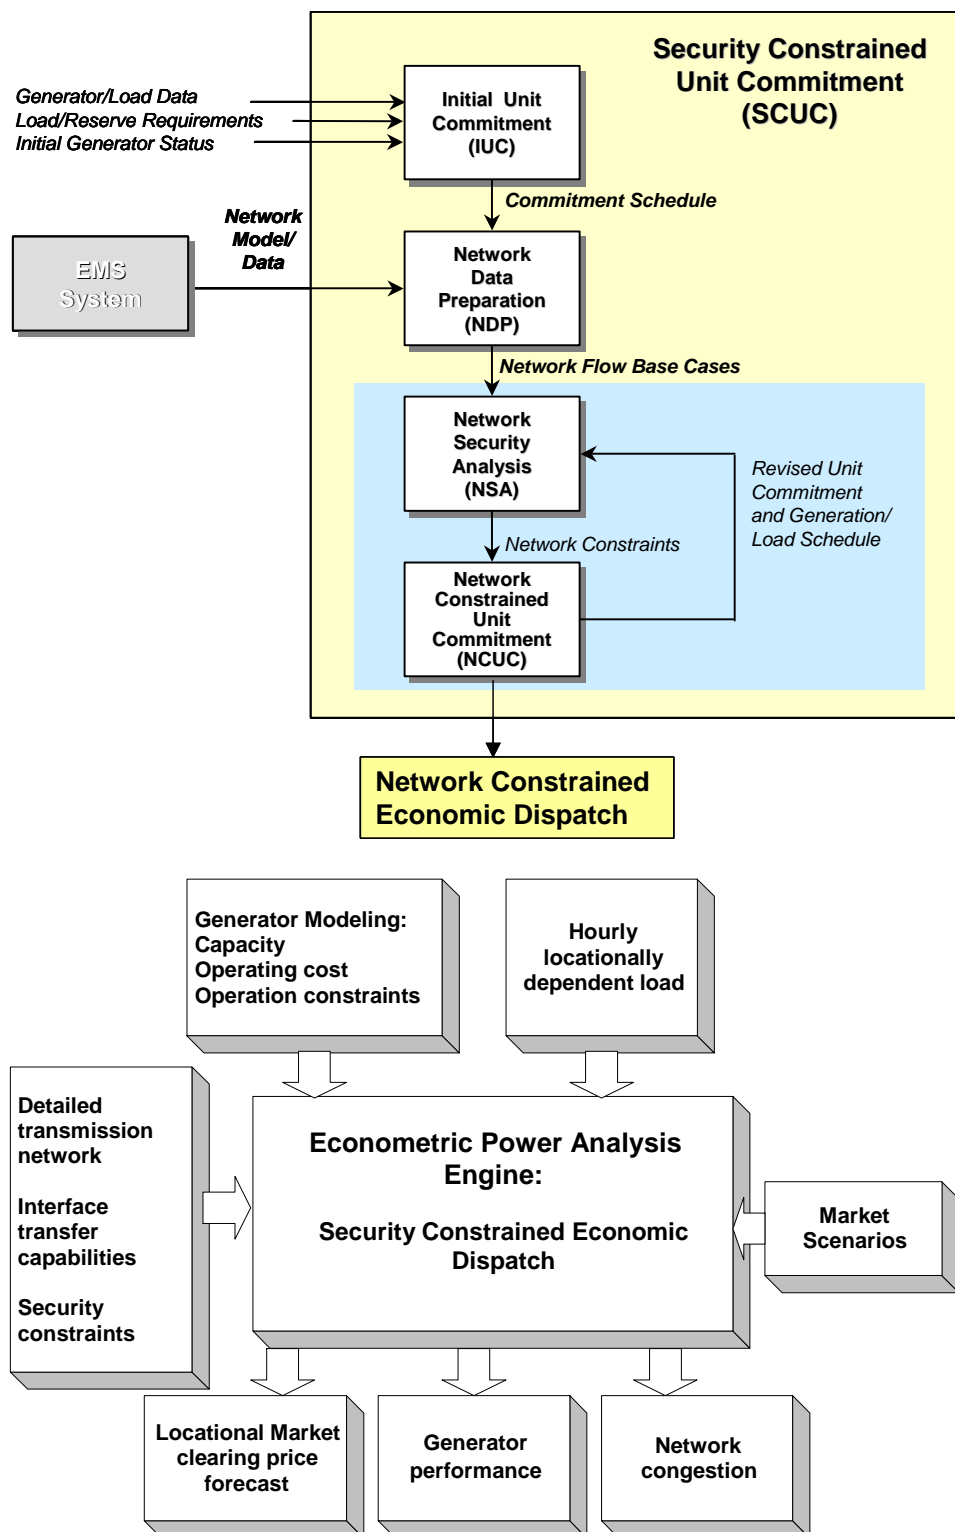 Security Constrained
Unit Commitment
(SCUC)
Generator/Load Data
Load/Reserve Requirements
Initial Generator Status
Initial Unit
Commitment
(IUC)
Commitment Schedule
Network
Model/
Data
EMS
System
Network
Data
Preparation
(NDP)
Network Flow Base Cases
Network
Security
Analysis
(NSA)
Revised Unit
Commitment
and Generation/
Load Schedule
Network Constraints
Network
Constrained
Unit
Commitment
(NCUC)
Network Constrained
Economic Dispatch
Generator Modeling:
Capacity
Operating cost
Operation constraints
Hourly
locationally
dependent load
Detailed
transmission
network
Interface
transfer
capabilities
Security
constraints
Econometric Power Analysis
Engine:
Security Constrained Economic
Dispatch
Market
Scenarios
Locational Market
clearing price
forecast
Generator
performance
Network
congestion